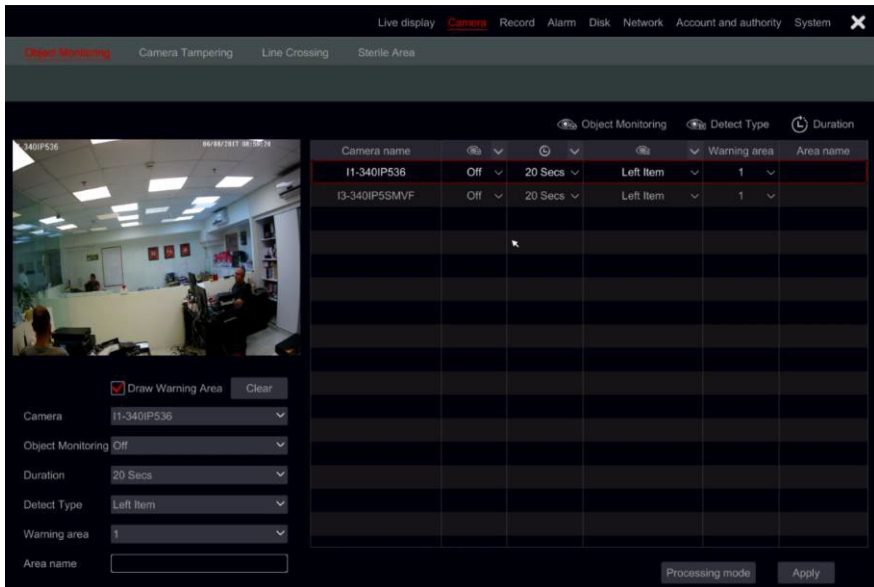 Live display Camera Record Alarm Disk Network Account and authority System
Object Monitoring Camera Tampering Line Crossing Sterile Area
Object Monitoring Detect Type Duration
340IP536
Camera name Warning area Area name
I1-340IP536 Off 20 Secs Left Item 1
I3-340IP5SMVF Off 20 Secs Left Item 1
Draw Warning Area Clear
Camera I1-340IP536
Object Monitoring Off
Duration 20 Secs
Detect Type Left Item
Warning area 1
Area name
Processing mode Apply